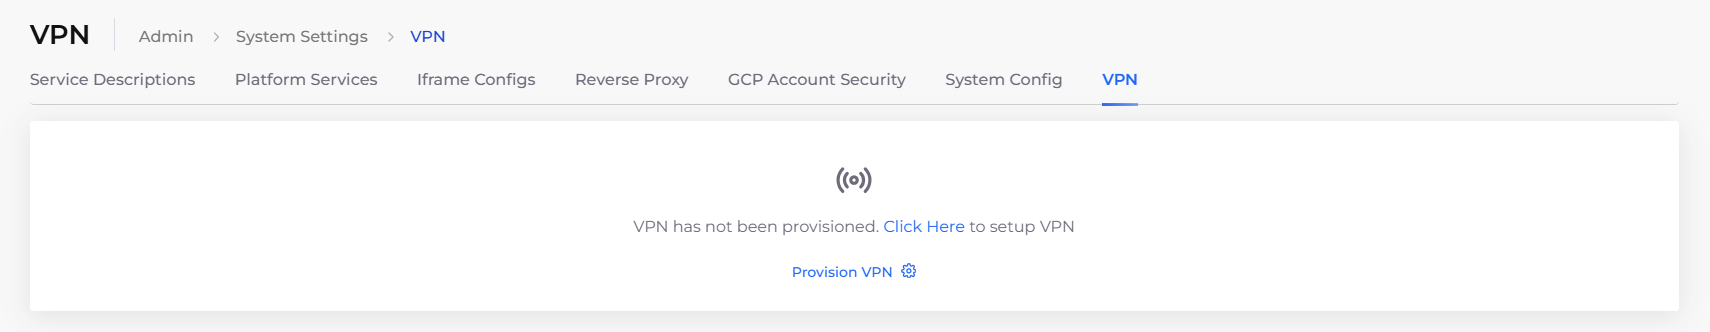 VPN Admin System Settings VPN
Service Descriptions Platform Services Iframe Configs Reverse Proxy GCP Account Security System Config VPN
VPN has not been provisioned. Click Here to setup VPN
Provision VPN